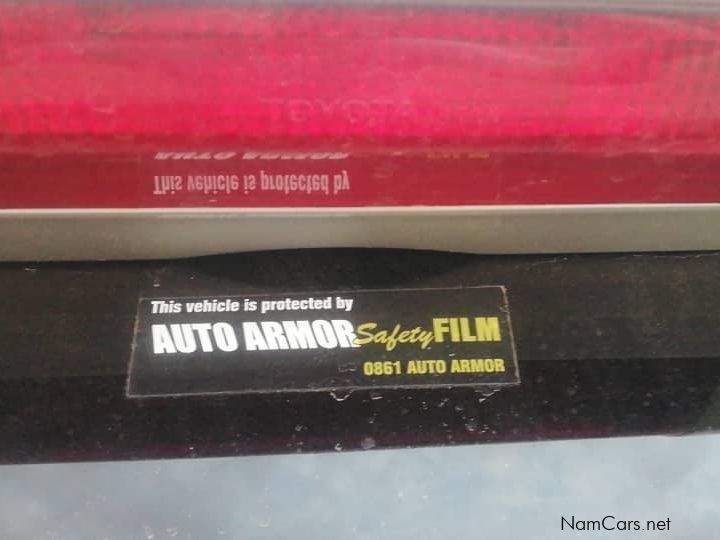 TOYOTA
This vehicle is protected by
This vehicle is protected by
AUTO ARMOR Safety FILM
0861 AUTO ARMOR
NamCars.net